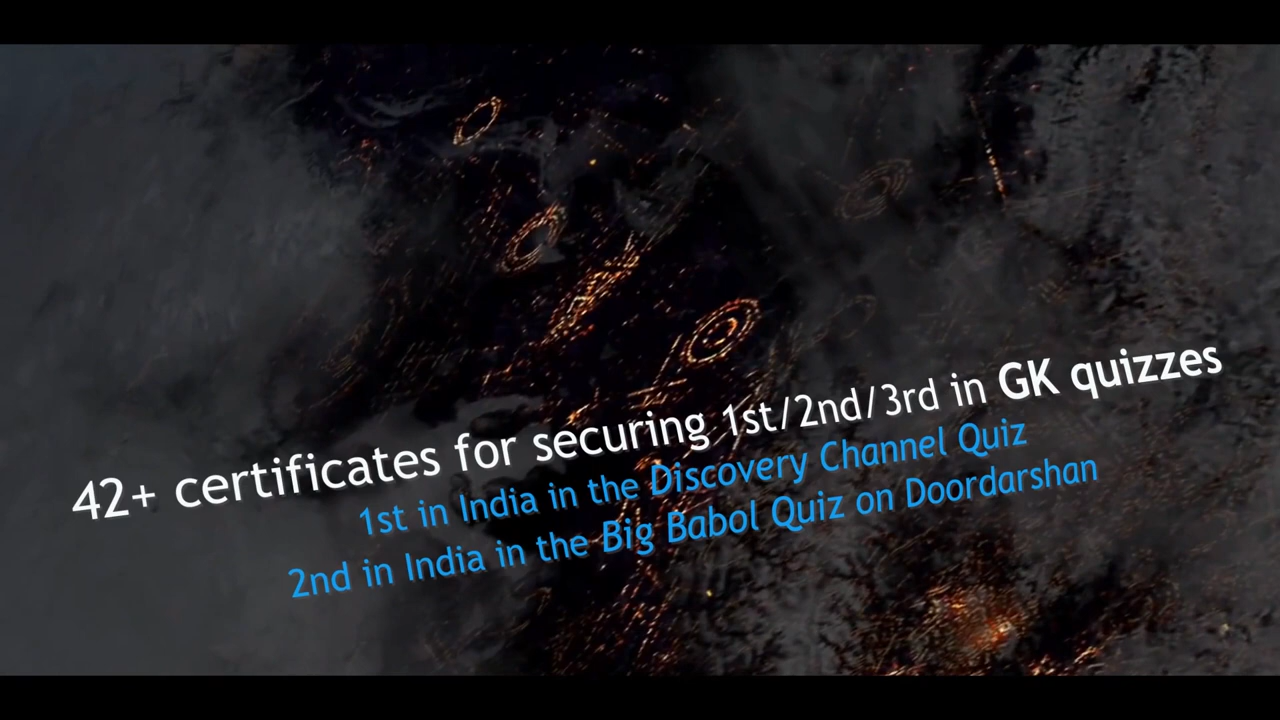 42+ certificates for securing 1st/2nd/3rd in GK quizzes
1st in India in the Discovery Channel Quiz
2nd in India in the Big Babol Quiz on Doordarshan